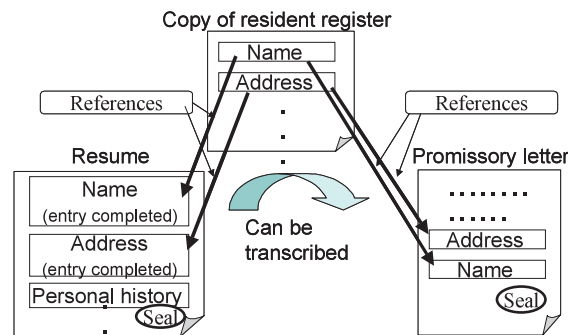 Copy of resident register
Name
Address
References
References
Resume
Name
(entry completed)
Address
(entry completed)
Personal history
Seal
Can be
transcribed
Promissory letter
Address
Name
Seal